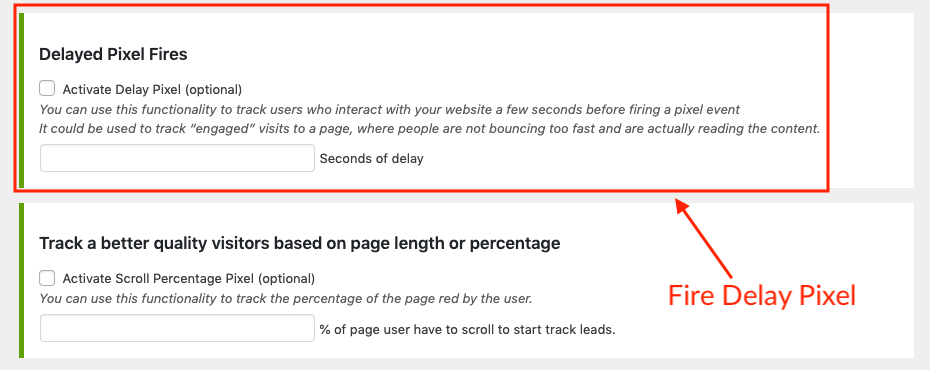 Delayed Pixel Fires
Activate Delay Pixel (optional)
You can use this functionality to track users who interact with your website a few seconds before firing a pixel event
It could be used to track “engaged” visits to a page, where people are not bouncing too fast and are actually reading the content.
Seconds of delay
Track a better quality visitors based on page length or percentage
Activate Scroll Percentage Pixel (optional)
Fire Delay Pixel
You can use this functionality to track the percentage of the page red by the user.
% of page user have to scroll to start track leads.